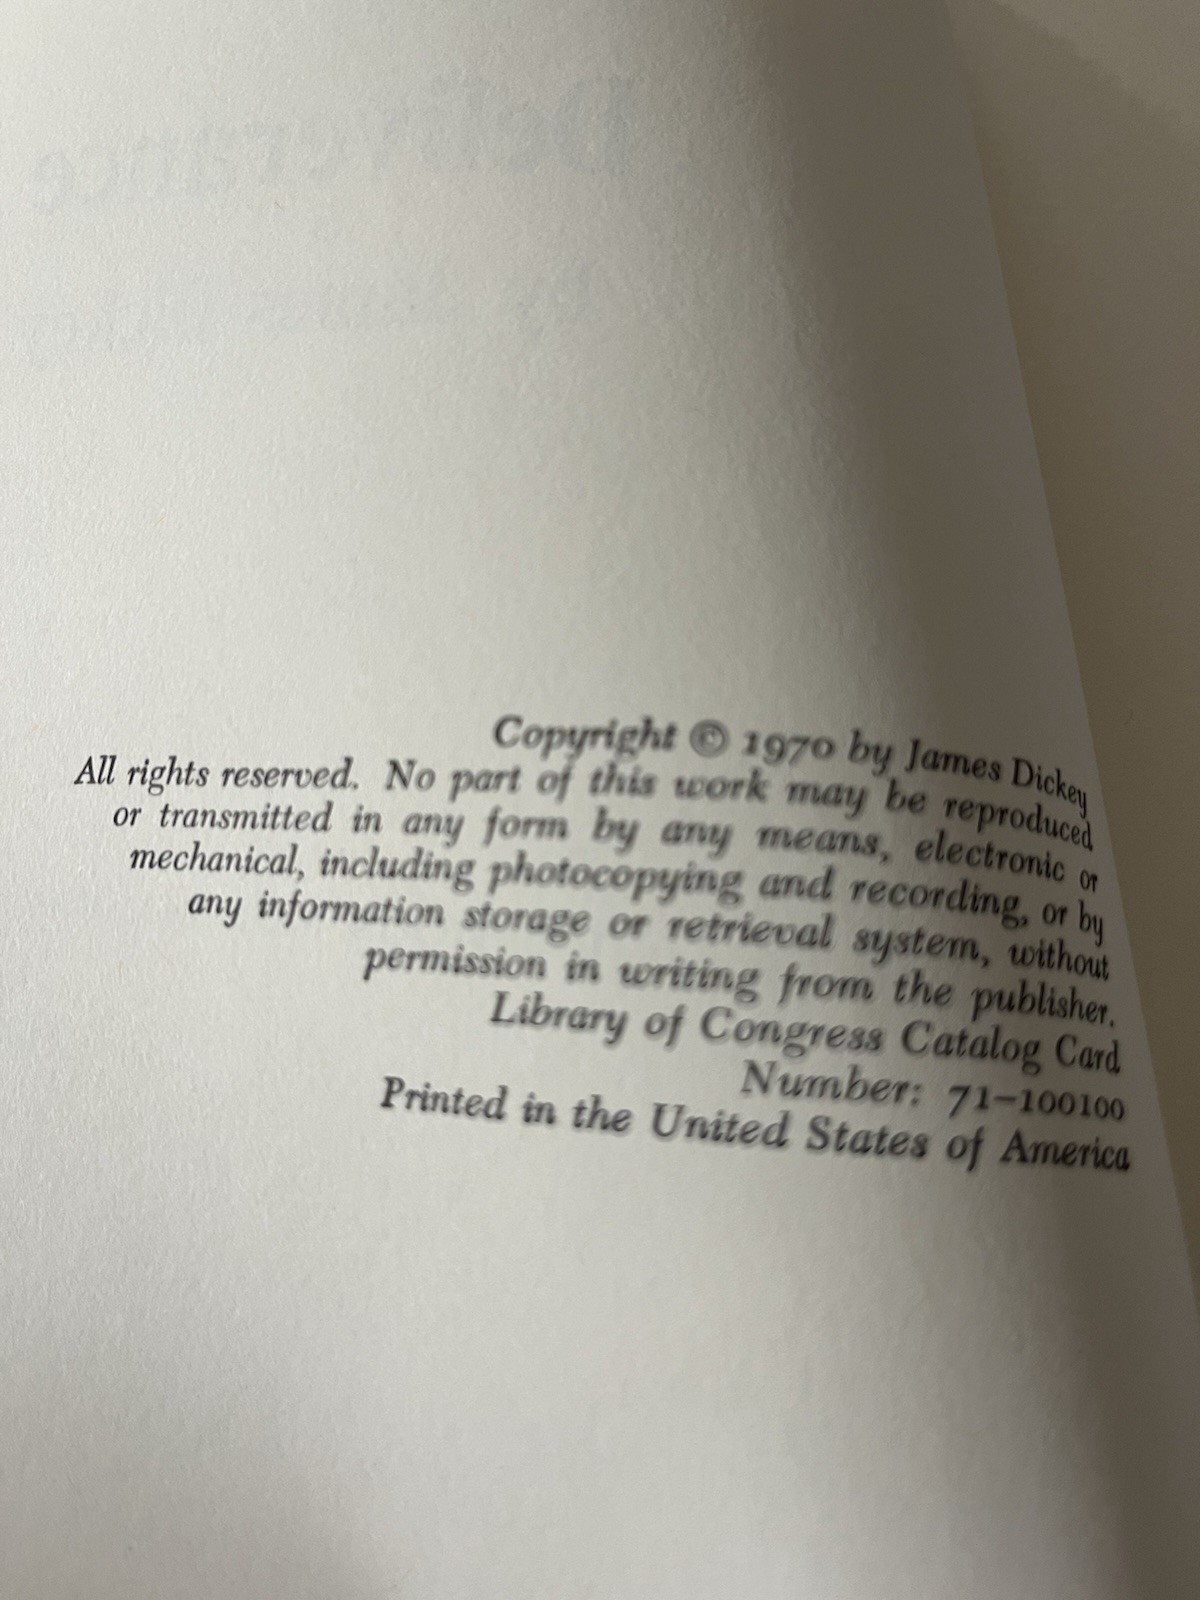 Copyright © 1970 by James Dickey
All rights reserved. No part of this work may be reproduced
or transmitted in any form by any means, electronic or
mechanical, including photocopying and recording, or by
any information storage or retrieval system, without
permission in writing from the publisher.
Library of Congress Catalog Card
Number: 71–100100
Printed in the United States of America